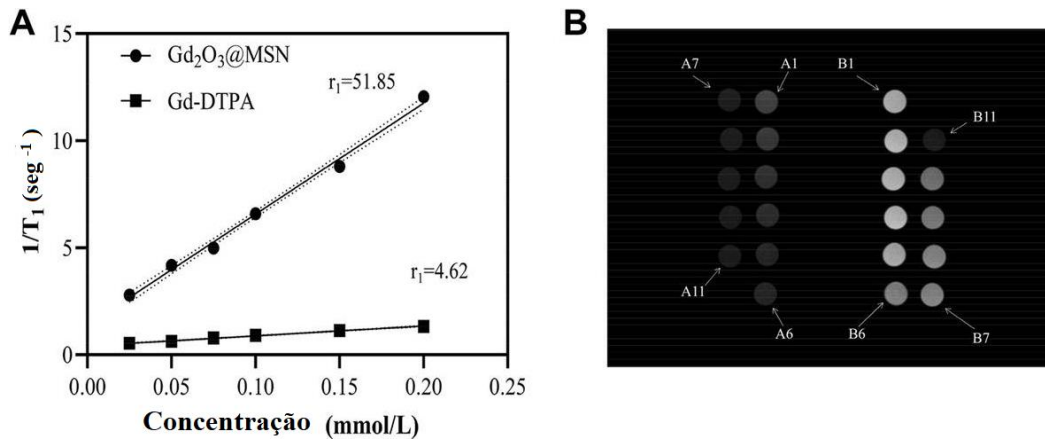 A
15
Gd₂O₃@MSN
r₁=51.85
Gd-DTPA
10
1/T₁ (seg⁻¹)
5
r₁=4.62
0
0.00 0.05 0.10 0.15 0.20 0.25
Concentração (mmol/L)
B
A7 A1 B1
B11
A11
A6 B6 B7